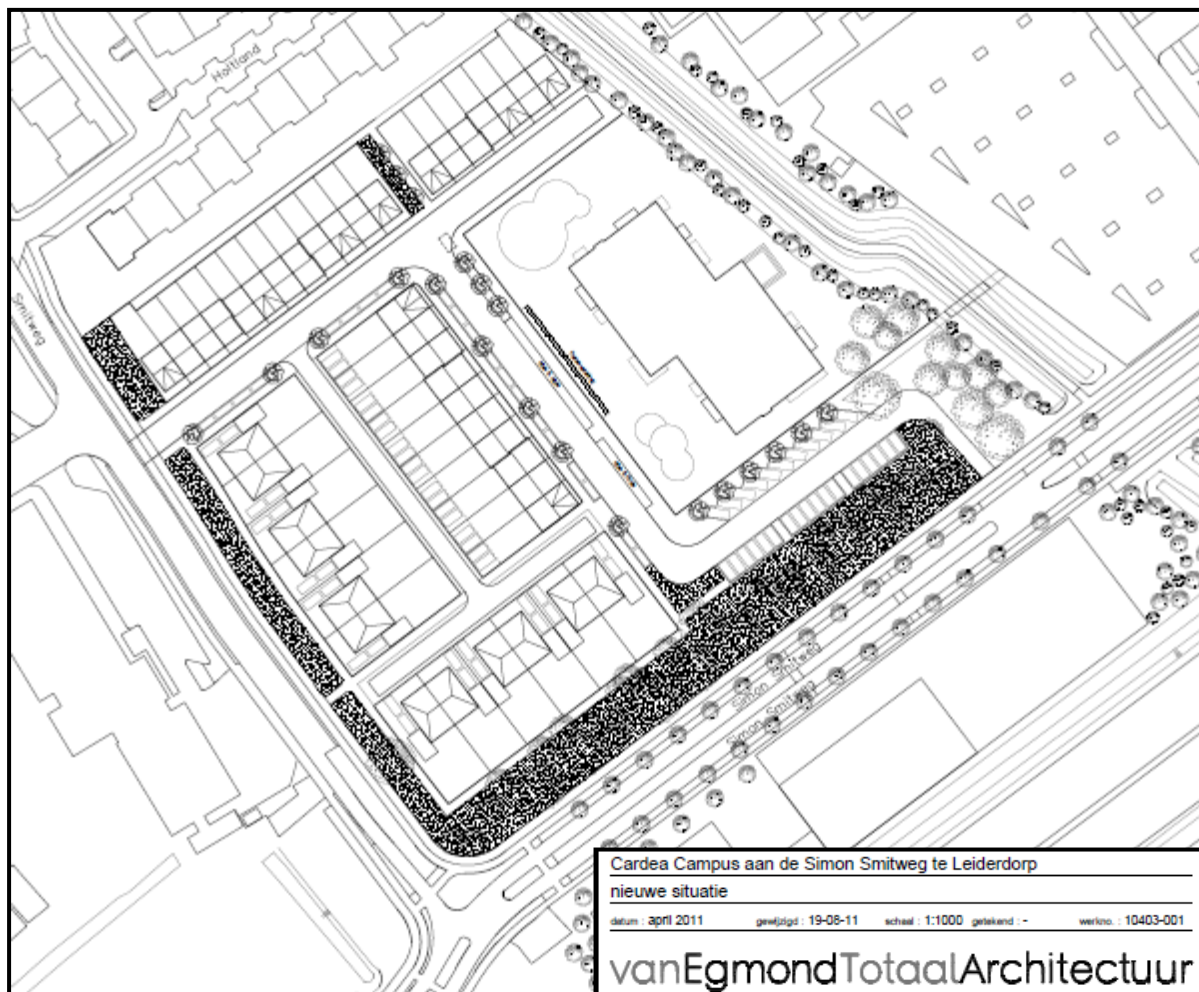 Holtland
Smitweg
Simon Smitweg
Simon Smitweg
Cardea Campus aan de Simon Smitweg te Leiderdorp
nieuwe situatie
datum : april 2011 gewijzigd : 19-08-11 schaal : 1:1000 getekend : - werkno. : 10403-001
vanEgmondTotaalArchitectuur